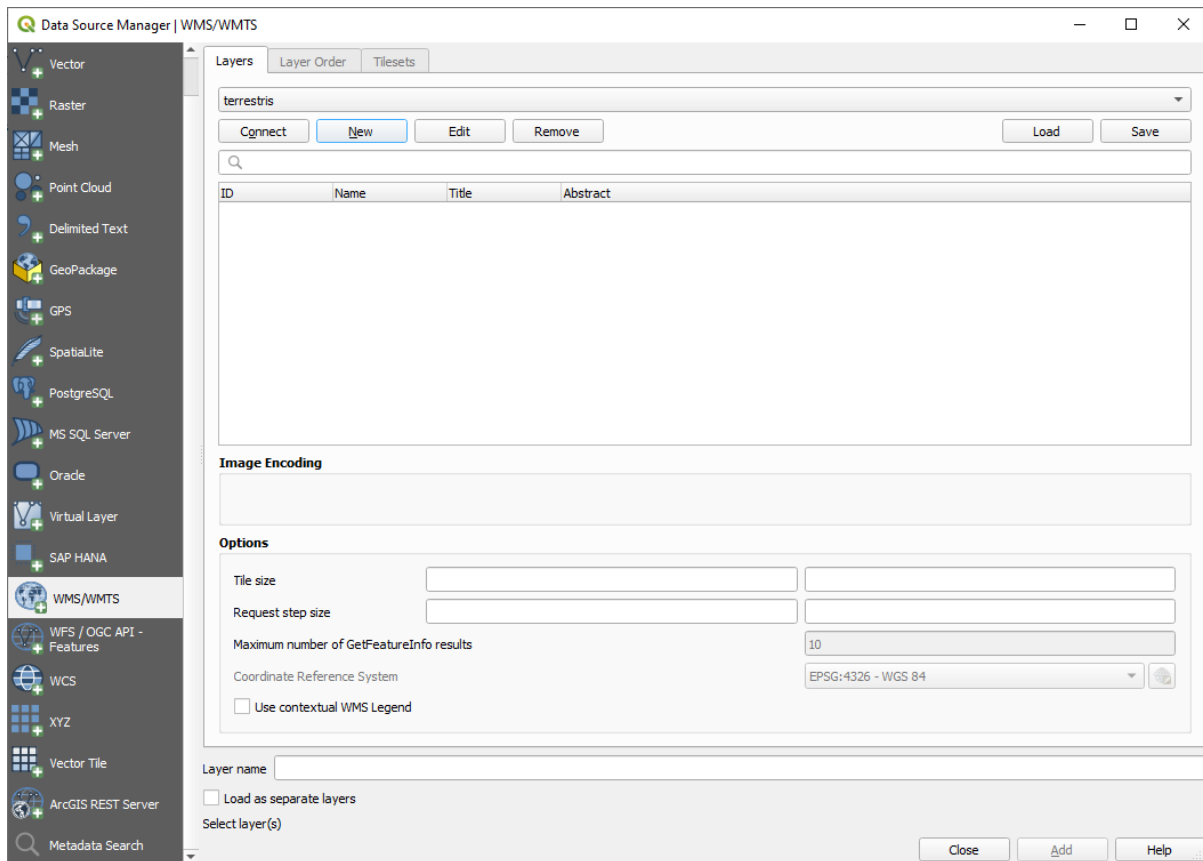 Data Source Manager | WMS/WMTS
Vector
Raster
Mesh
Point Cloud
Delimited Text
GeoPackage
GPS
SpatiaLite
PostgreSQL
MS SQL Server
Oracle
Virtual Layer
SAP HANA
WMS/WMTS
WFS / OGC API -
Features
WCS
XYZ
Vector Tile
ArcGIS REST Server
Metadata Search
Layers Layer Order Tilesets
terrestris
Connect New Edit Remove Load Save
ID Name Title Abstract
Image Encoding
Options
Tile size
Request step size
Maximum number of GetFeatureInfo results 10
Coordinate Reference System EPSG:4326 - WGS 84
Use contextual WMS Legend
Layer name
Load as separate layers
Select layer(s)
Close Add Help